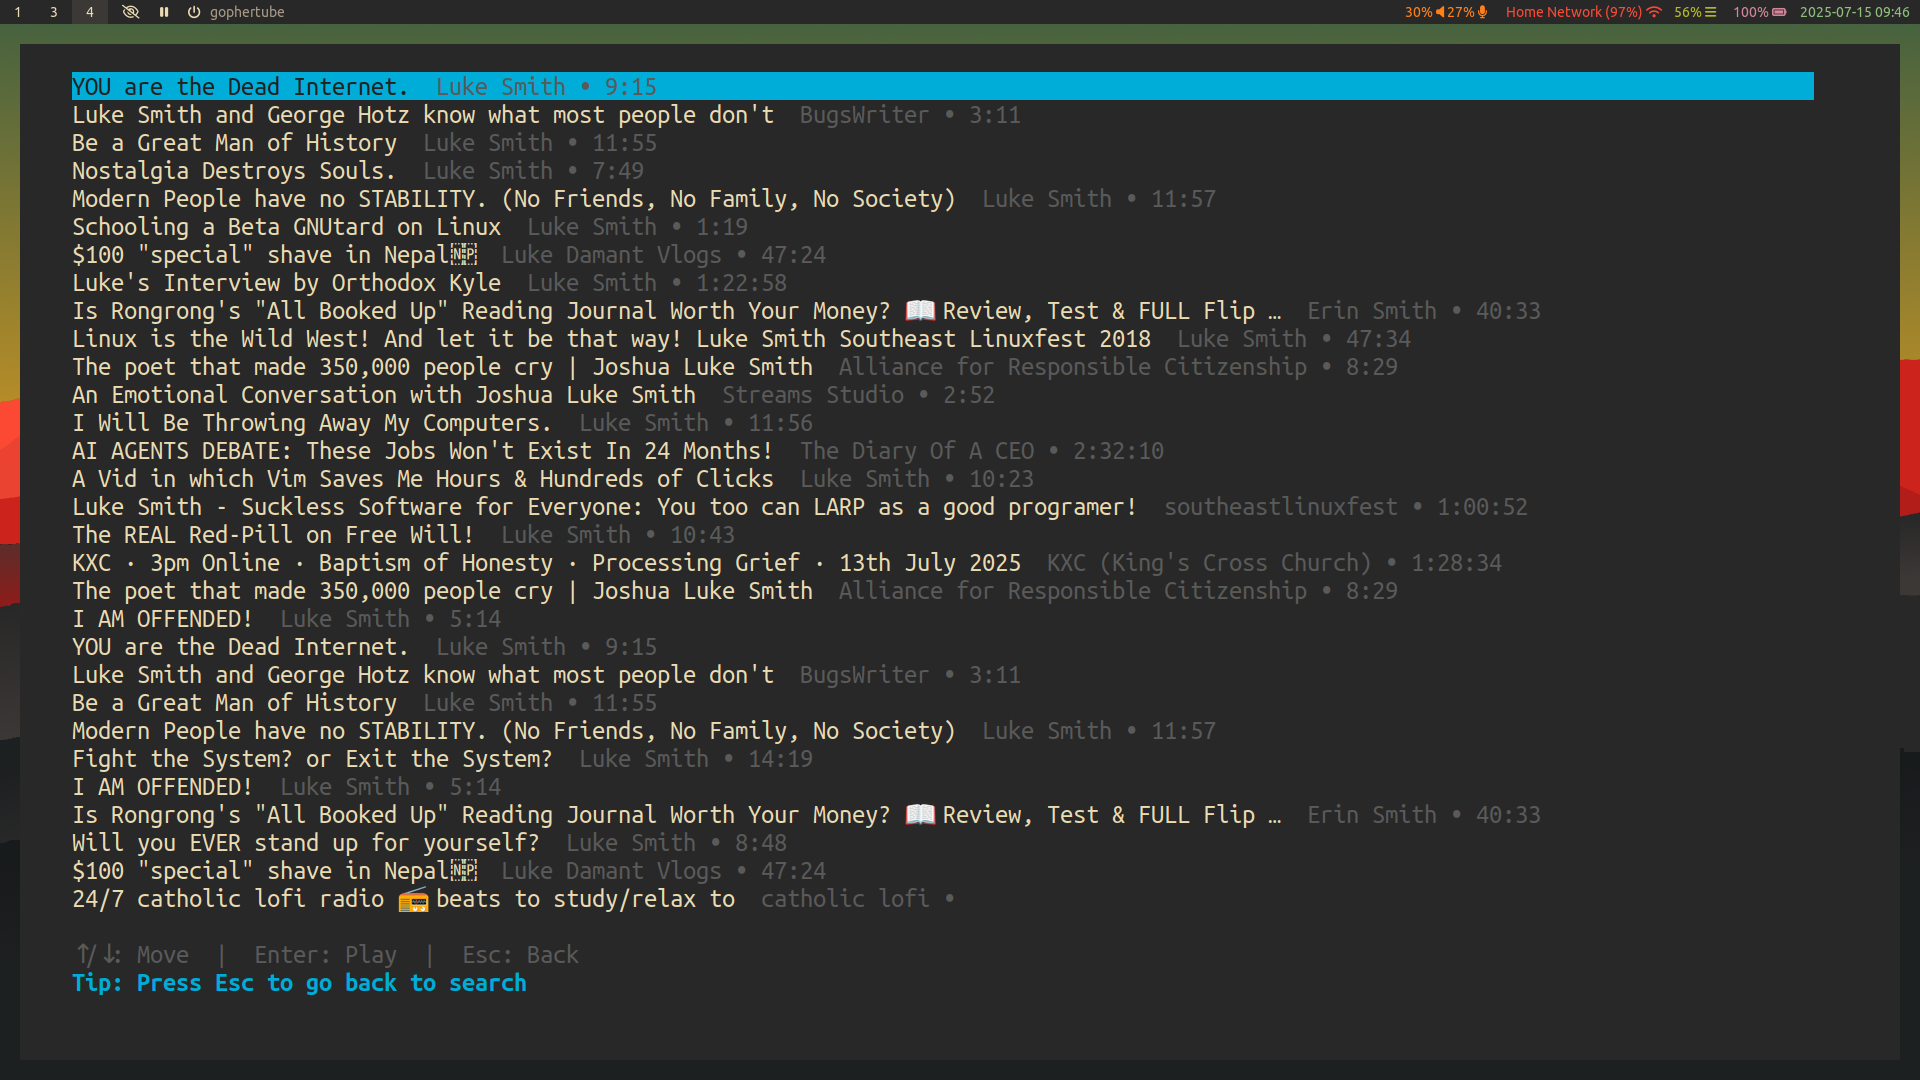 1 3 4 gophertube 30% 27% Home Network (97%) 56% 100% 2025-07-15 09:46
YOU are the Dead Internet. Luke Smith • 9:15
Luke Smith and George Hotz know what most people don't BugsWriter • 3:11
Be a Great Man of History Luke Smith • 11:55
Nostalgia Destroys Souls. Luke Smith • 7:49
Modern People have no STABILITY. (No Friends, No Family, No Society) Luke Smith • 11:57
Schooling a Beta GNUtard on Linux Luke Smith • 1:19
$100 "special" shave in Nepal🇳🇵 Luke Damant Vlogs • 47:24
Luke's Interview by Orthodox Kyle Luke Smith • 1:22:58
Is Rongrong's "All Booked Up" Reading Journal Worth Your Money? 📖 Review, Test & FULL Flip … Erin Smith • 40:33
Linux is the Wild West! And let it be that way! Luke Smith Southeast Linuxfest 2018 Luke Smith • 47:34
The poet that made 350,000 people cry | Joshua Luke Smith Alliance for Responsible Citizenship • 8:29
An Emotional Conversation with Joshua Luke Smith Streams Studio • 2:52
I Will Be Throwing Away My Computers. Luke Smith • 11:56
AI AGENTS DEBATE: These Jobs Won't Exist In 24 Months! The Diary Of A CEO • 2:32:10
A Vid in which Vim Saves Me Hours & Hundreds of Clicks Luke Smith • 10:23
Luke Smith - Suckless Software for Everyone: You too can LARP as a good programer! southeastlinuxfest • 1:00:52
The REAL Red-Pill on Free Will! Luke Smith • 10:43
KXC · 3pm Online · Baptism of Honesty · Processing Grief · 13th July 2025 KXC (King's Cross Church) • 1:28:34
The poet that made 350,000 people cry | Joshua Luke Smith Alliance for Responsible Citizenship • 8:29
I AM OFFENDED! Luke Smith • 5:14
YOU are the Dead Internet. Luke Smith • 9:15
Luke Smith and George Hotz know what most people don't BugsWriter • 3:11
Be a Great Man of History Luke Smith • 11:55
Modern People have no STABILITY. (No Friends, No Family, No Society) Luke Smith • 11:57
Fight the System? or Exit the System? Luke Smith • 14:19
I AM OFFENDED! Luke Smith • 5:14
Is Rongrong's "All Booked Up" Reading Journal Worth Your Money? 📖 Review, Test & FULL Flip … Erin Smith • 40:33
Will you EVER stand up for yourself? Luke Smith • 8:48
$100 "special" shave in Nepal🇳🇵 Luke Damant Vlogs • 47:24
24/7 catholic lofi radio 📻 beats to study/relax to catholic lofi •
↑/↓: Move | Enter: Play | Esc: Back
Tip: Press Esc to go back to search